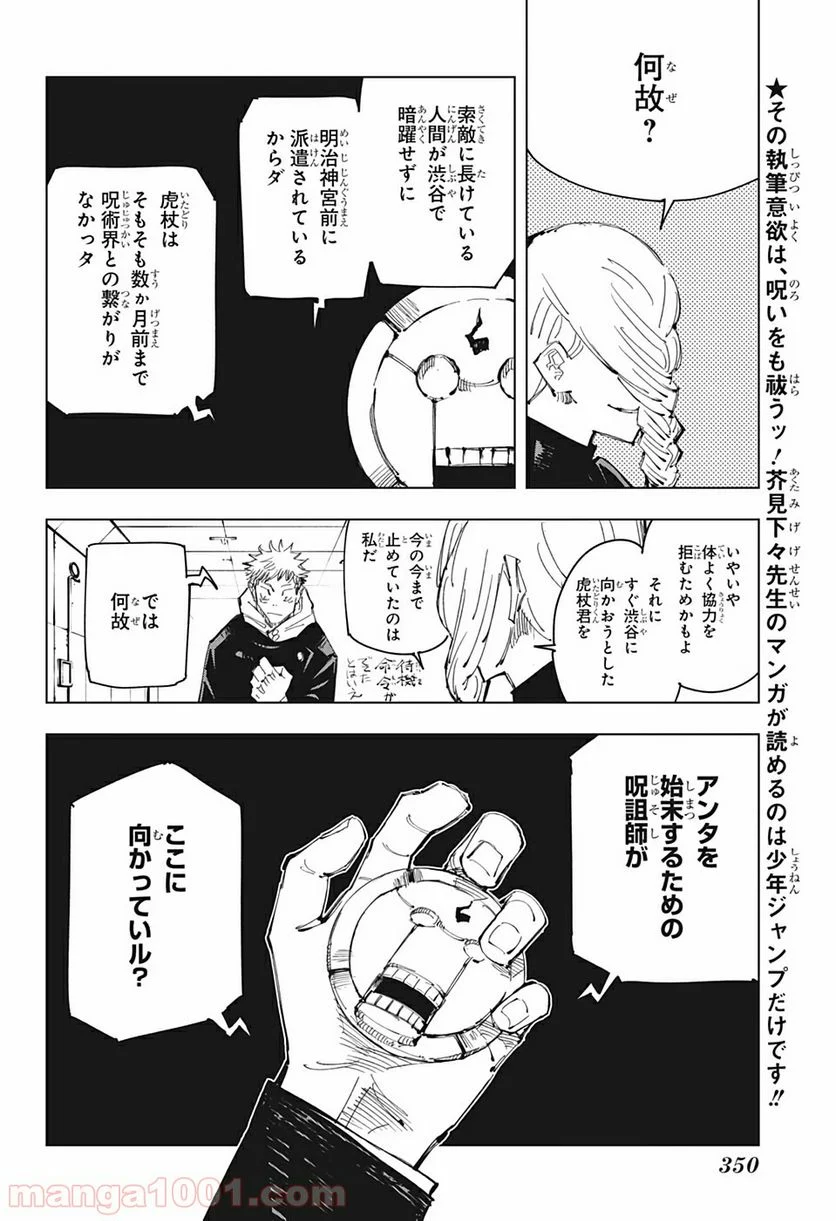 ★その執筆意欲は、呪いをも祓うッ!芥見下々先生のマンガが読めるのは少年ジャンプだけです!!
何故?
索敵に長けている
人間が渋谷で
暗躍せずに
明治神宮前に
派遣されている
からダ
虎杖は
そもそも数か月前まで
呪術界との繋がりが
なかっタ
いやいや
体よく協力を
拒むためかもよ
それに
すぐ渋谷に
向かおうとした
虎杖君を
今の今まで
止めていたのは
私だ
待機
命令が
でてた
とはいえ
では
何故
アンタを
始末するための
呪詛師が
ここに
向かっていル?
350
manga1001.com